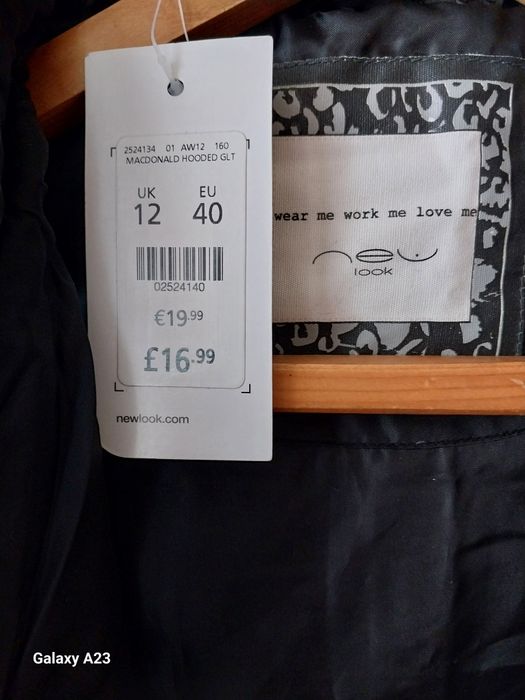 2524134 01 AW12 160
MACDONALD HOODED GLT
UK EU
12 40
02524140
€19.99
£16.99
newlook.com
wear me work me love me
new
look
Galaxy A23